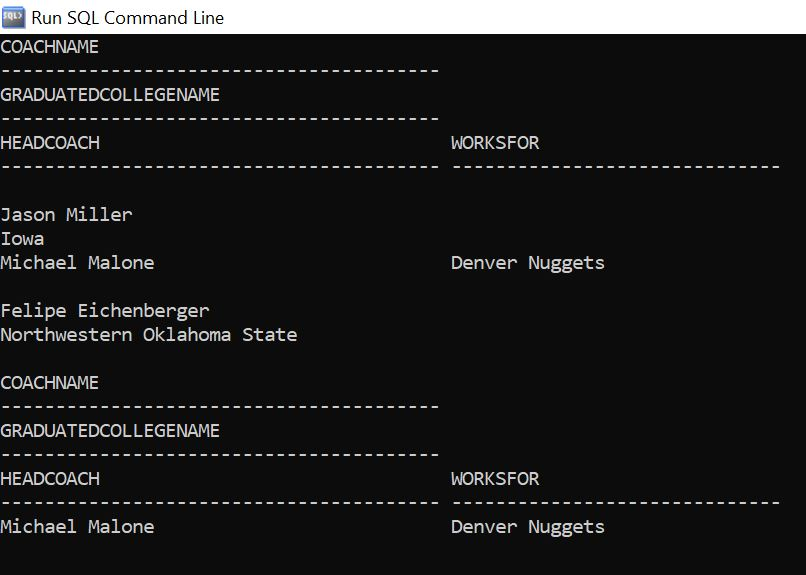 SQL> Run SQL Command Line
COACHNAME
----------------------------------------
GRADUATEDCOLLEGENAME
----------------------------------------
HEADCOACH                                WORKSFOR
---------------------------------------- ------------------------------

Jason Miller
Iowa
Michael Malone                           Denver Nuggets

Felipe Eichenberger
Northwestern Oklahoma State

COACHNAME
----------------------------------------
GRADUATEDCOLLEGENAME
----------------------------------------
HEADCOACH                                WORKSFOR
---------------------------------------- ------------------------------
Michael Malone                           Denver Nuggets